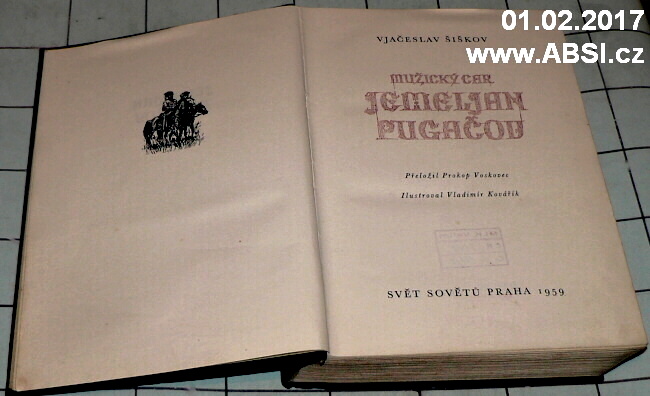 01.02.2017
www.ABSI.cz
VJAČESLAV ŠIŠKOV
MUŽICKÝ CAR
JEMELJAN
PUGAČOV
Přeložil Prokop Voskovec
Ilustroval Vladimír Kovářík
SVĚT SOVĚTŮ PRAHA 1959